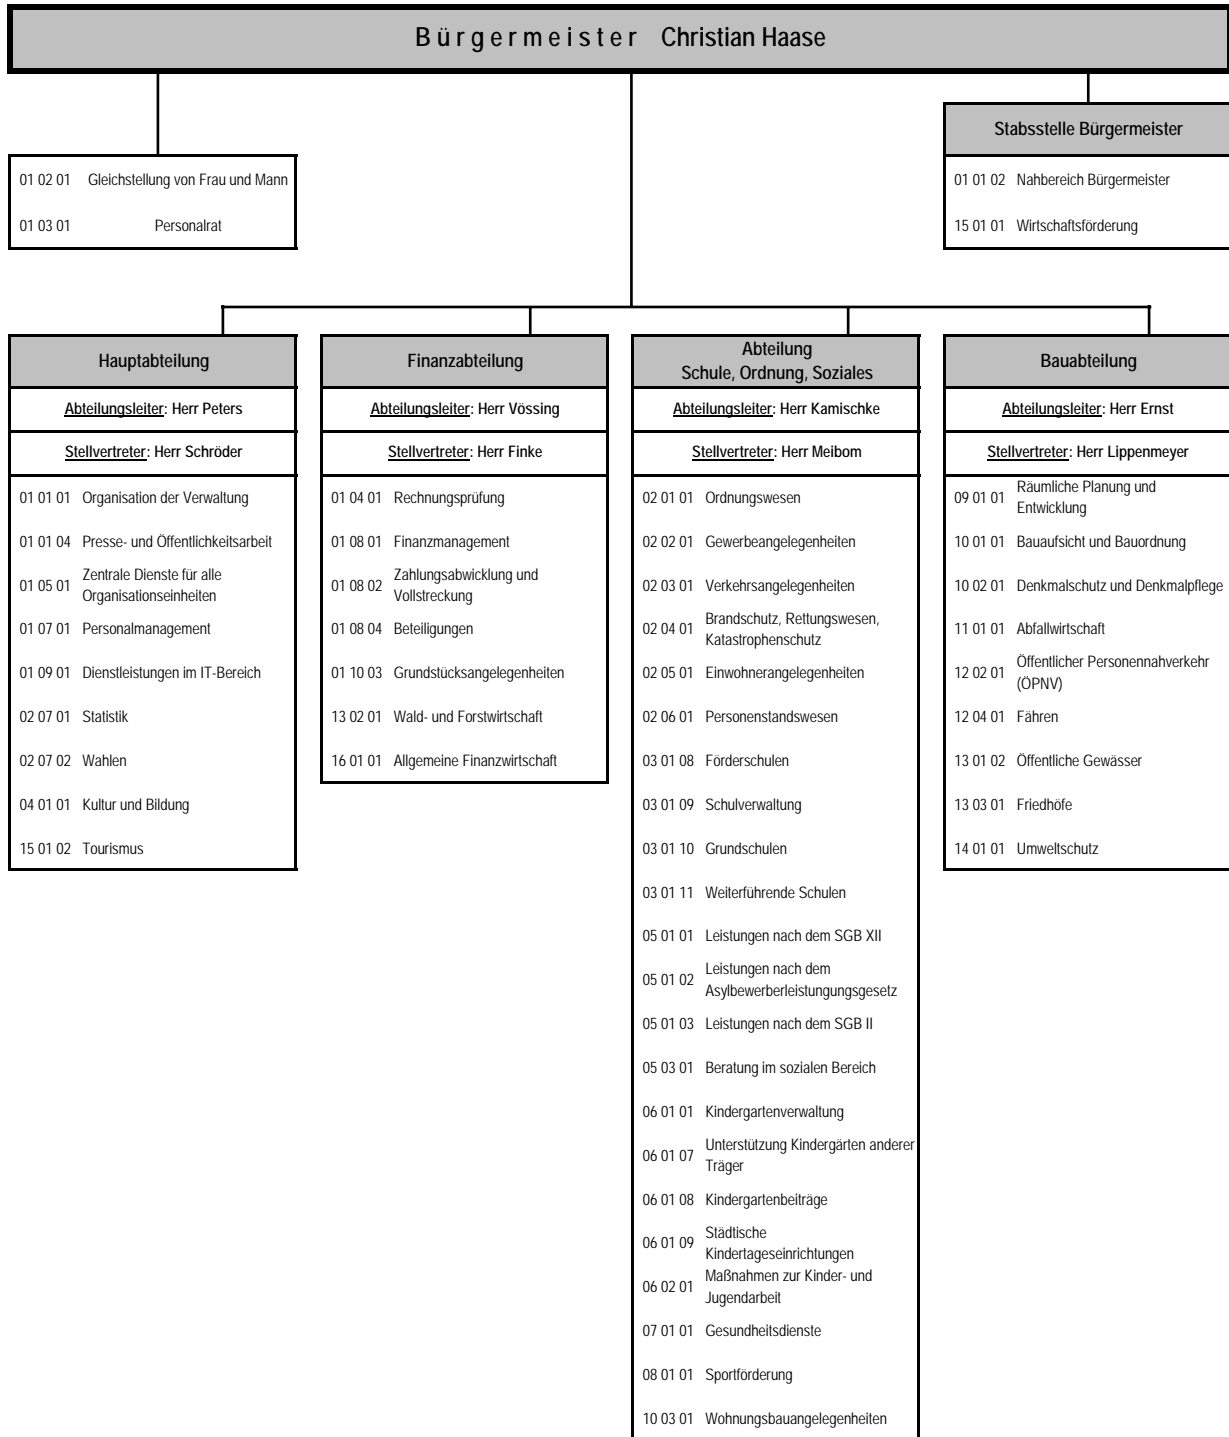 Bürgermeister Christian Haase
Stabsstelle Bürgermeister
01 02 01 Gleichstellung von Frau und Mann
01 03 01 Personalrat
01 01 02 Nahbereich Bürgermeister
15 01 01 Wirtschaftsförderung
Hauptabteilung
Abteilungsleiter: Herr Peters
Stellvertreter: Herr Schröder
01 01 01 Organisation der Verwaltung
01 01 04 Presse- und Öffentlichkeitsarbeit
01 05 01 Zentrale Dienste für alle
Organisationseinheiten
01 07 01 Personalmanagement
01 09 01 Dienstleistungen im IT-Bereich
02 07 01 Statistik
02 07 02 Wahlen
04 01 01 Kultur und Bildung
15 01 02 Tourismus
Finanzabteilung
Abteilungsleiter: Herr Vössing
Stellvertreter: Herr Finke
01 04 01 Rechnungsprüfung
01 08 01 Finanzmanagement
01 08 02 Zahlungsabwicklung und
Vollstreckung
01 08 04 Beteiligungen
01 10 03 Grundstücksangelegenheiten
13 02 01 Wald- und Forstwirtschaft
16 01 01 Allgemeine Finanzwirtschaft
Abteilung
Schule, Ordnung, Soziales
Abteilungsleiter: Herr Kamischke
Stellvertreter: Herr Meibom
02 01 01 Ordnungswesen
02 02 01 Gewerbeangelegenheiten
02 03 01 Verkehrsangelegenheiten
02 04 01 Brandschutz, Rettungswesen,
Katastrophenschutz
02 05 01 Einwohnerangelegenheiten
02 06 01 Personenstandswesen
03 01 08 Förderschulen
03 01 09 Schulverwaltung
03 01 10 Grundschulen
03 01 11 Weiterführende Schulen
05 01 01 Leistungen nach dem SGB XII
05 01 02 Leistungen nach dem
Asylbewerberleistungungsgesetz
05 01 03 Leistungen nach dem SGB II
05 03 01 Beratung im sozialen Bereich
06 01 01 Kindergartenverwaltung
06 01 07 Unterstützung Kindergärten anderer
Träger
06 01 08 Kindergartenbeiträge
06 01 09 Städtische
Kindertageseinrichtungen
06 02 01 Maßnahmen zur Kinder- und
Jugendarbeit
07 01 01 Gesundheitsdienste
08 01 01 Sportförderung
10 03 01 Wohnungsbauangelegenheiten
Bauabteilung
Abteilungsleiter: Herr Ernst
Stellvertreter: Herr Lippenmeyer
09 01 01 Räumliche Planung und
Entwicklung
10 01 01 Bauaufsicht und Bauordnung
10 02 01 Denkmalschutz und Denkmalpflege
11 01 01 Abfallwirtschaft
12 02 01 Öffentlicher Personennahverkehr
(ÖPNV)
12 04 01 Fähren
13 01 02 Öffentliche Gewässer
13 03 01 Friedhöfe
14 01 01 Umweltschutz